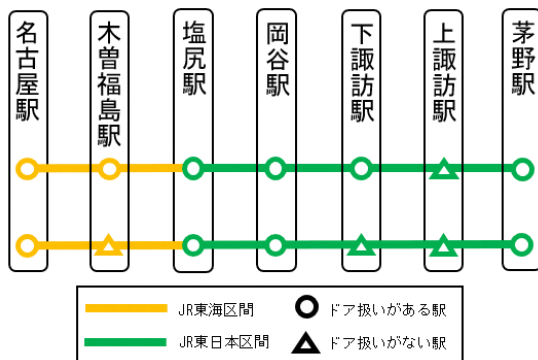 名古屋駅
木曽福島駅
塩尻駅
岡谷駅
下諏訪駅
上諏訪駅
茅野駅
JR東海区間
ドア扱いがある駅
JR東日本区間
ドア扱いがない駅